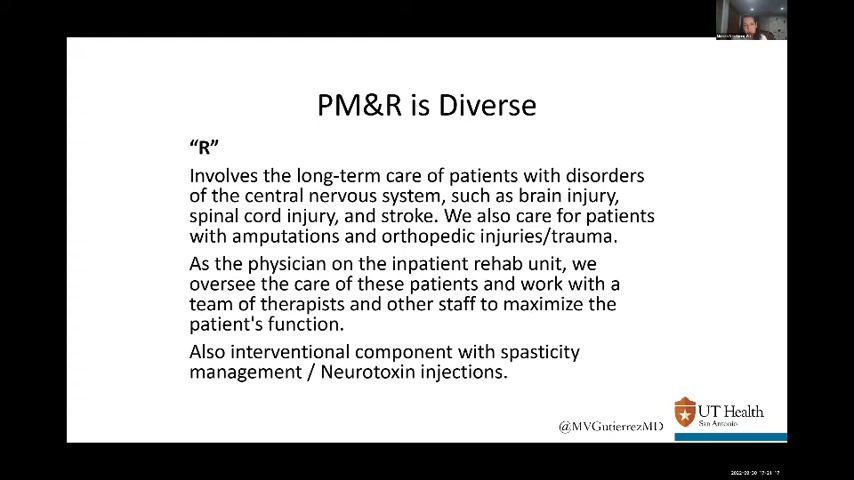 PM&R is Diverse
“R”
Involves the long-term care of patients with disorders
of the central nervous system, such as brain injury,
spinal cord injury, and stroke. We also care for patients
with amputations and orthopedic injuries/trauma.
As the physician on the inpatient rehab unit, we
oversee the care of these patients and work with a
team of therapists and other staff to maximize the
patient's function.
Also interventional component with spasticity
management / Neurotoxin injections.
@MVGutierrezMD
UT Health
San Antonio